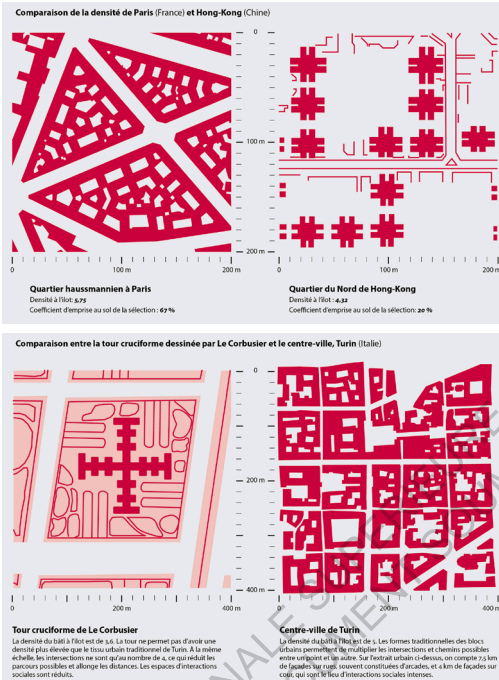 Comparaison de la densité de Paris (France) et Hong-Kong (Chine)
0
100 m
200 m
0 100 m 200 m
0 100 m 200 m
Quartier haussmannien à Paris
Densité à l'îlot: 5,75
Coefficient d'emprise au sol de la sélection : 67 %
Quartier du Nord de Hong-Kong
Densité à l'îlot : 4,32
Coefficient d'emprise au sol de la sélection: 20 %
Comparaison entre la tour cruciforme dessinée par Le Corbusier et le centre-ville, Turin (Italie)
0
200 m
400 m
0 200 m 400 m
0 200 m 400 m
Tour cruciforme de Le Corbusier
La densité du bâti à l'îlot est de 3,6. La tour ne permet pas d'avoir une
densité plus élevée que le tissu urbain traditionnel de Turin. À la même
échelle, les intersections ne sont qu'au nombre de 4, ce qui réduit les
parcours possibles et allonge les distances. Les espaces d'interactions
sociales sont réduits.
Centre-ville de Turin
La densité du bâti à l'îlot est de 5. Les formes traditionnelles des blocs
urbains permettent de multiplier les intersections et chemins possibles
entre un point et un autre. Sur l'extrait urbain ci-dessus, on compte 7,5 km
de façades sur rues, souvent constituées d'arcades, et 4 km de façades sur
cour, qui sont le lieu d'interactions sociales intenses.